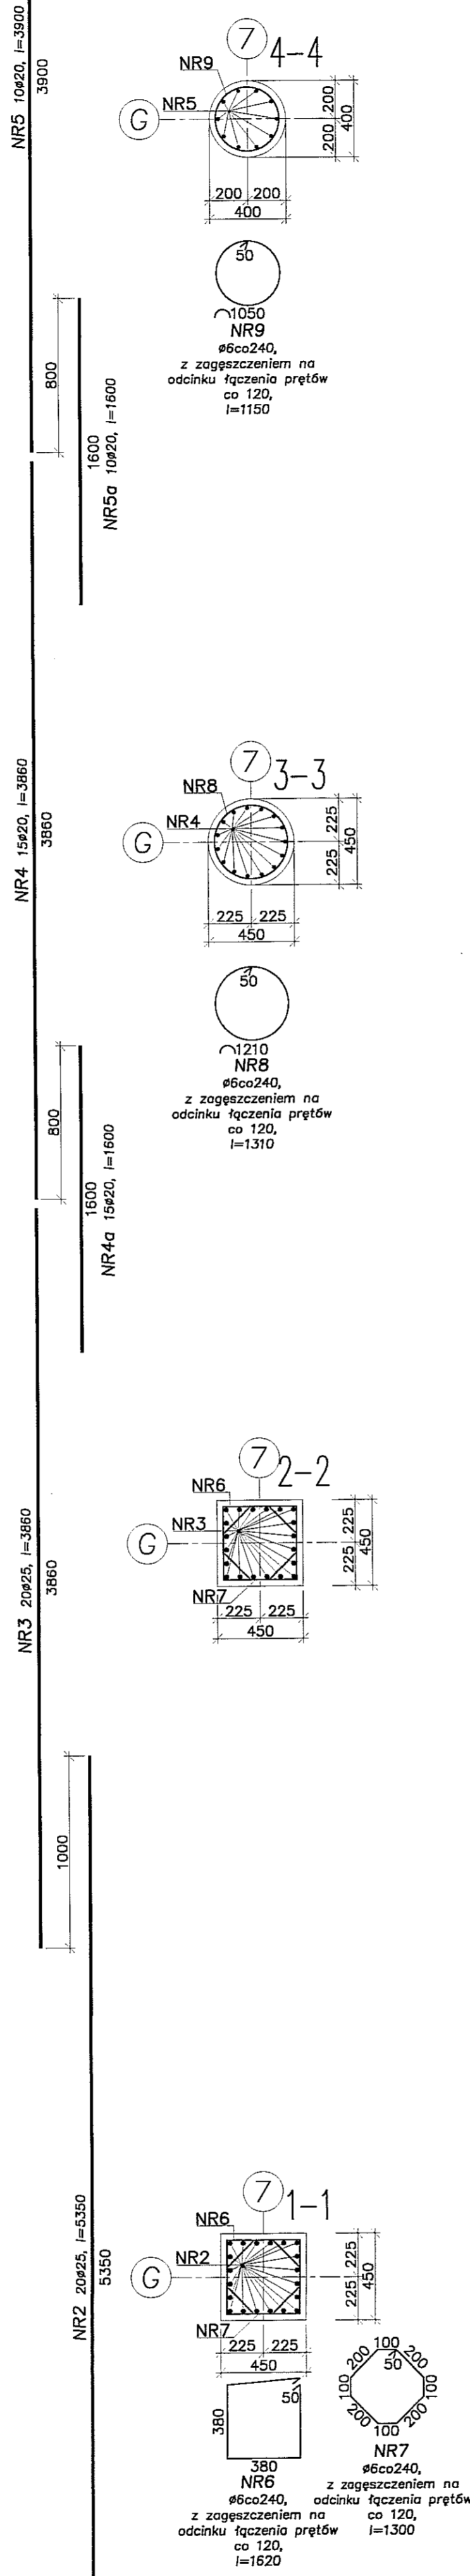 NR5 10ø20, l=3900
3900
7
4-4
NR9
NR5
G
200
200
400
200
200
400
50
1050
NR9
ø6co240,
z zagęszczeniem na
odcinku łączenia prętów
co 120,
l=1150
800
1600
NR5a 10ø20, l=1600
NR4 15ø20, l=3860
3860
7
3-3
NR8
NR4
G
225
225
450
225
225
450
50
1210
NR8
ø6co240,
z zagęszczeniem na
odcinku łączenia prętów
co 120,
l=1310
800
1600
NR4a 15ø20, l=1600
NR3 20ø25, l=3860
3860
7
2-2
NR6
NR3
G
NR7
225
225
450
225
225
450
1000
NR2 20ø25, l=5350
5350
7
1-1
NR6
NR2
G
NR7
225
225
450
225
225
450
50
380
380
NR6
ø6co240,
z zagęszczeniem na
odcinku łączenia prętów
co 120,
l=1620
100
200
200
50
100
100
200
200
100
NR7
ø6co240,
z zagęszczeniem na
odcinku łączenia prętów
co 120,
l=1300